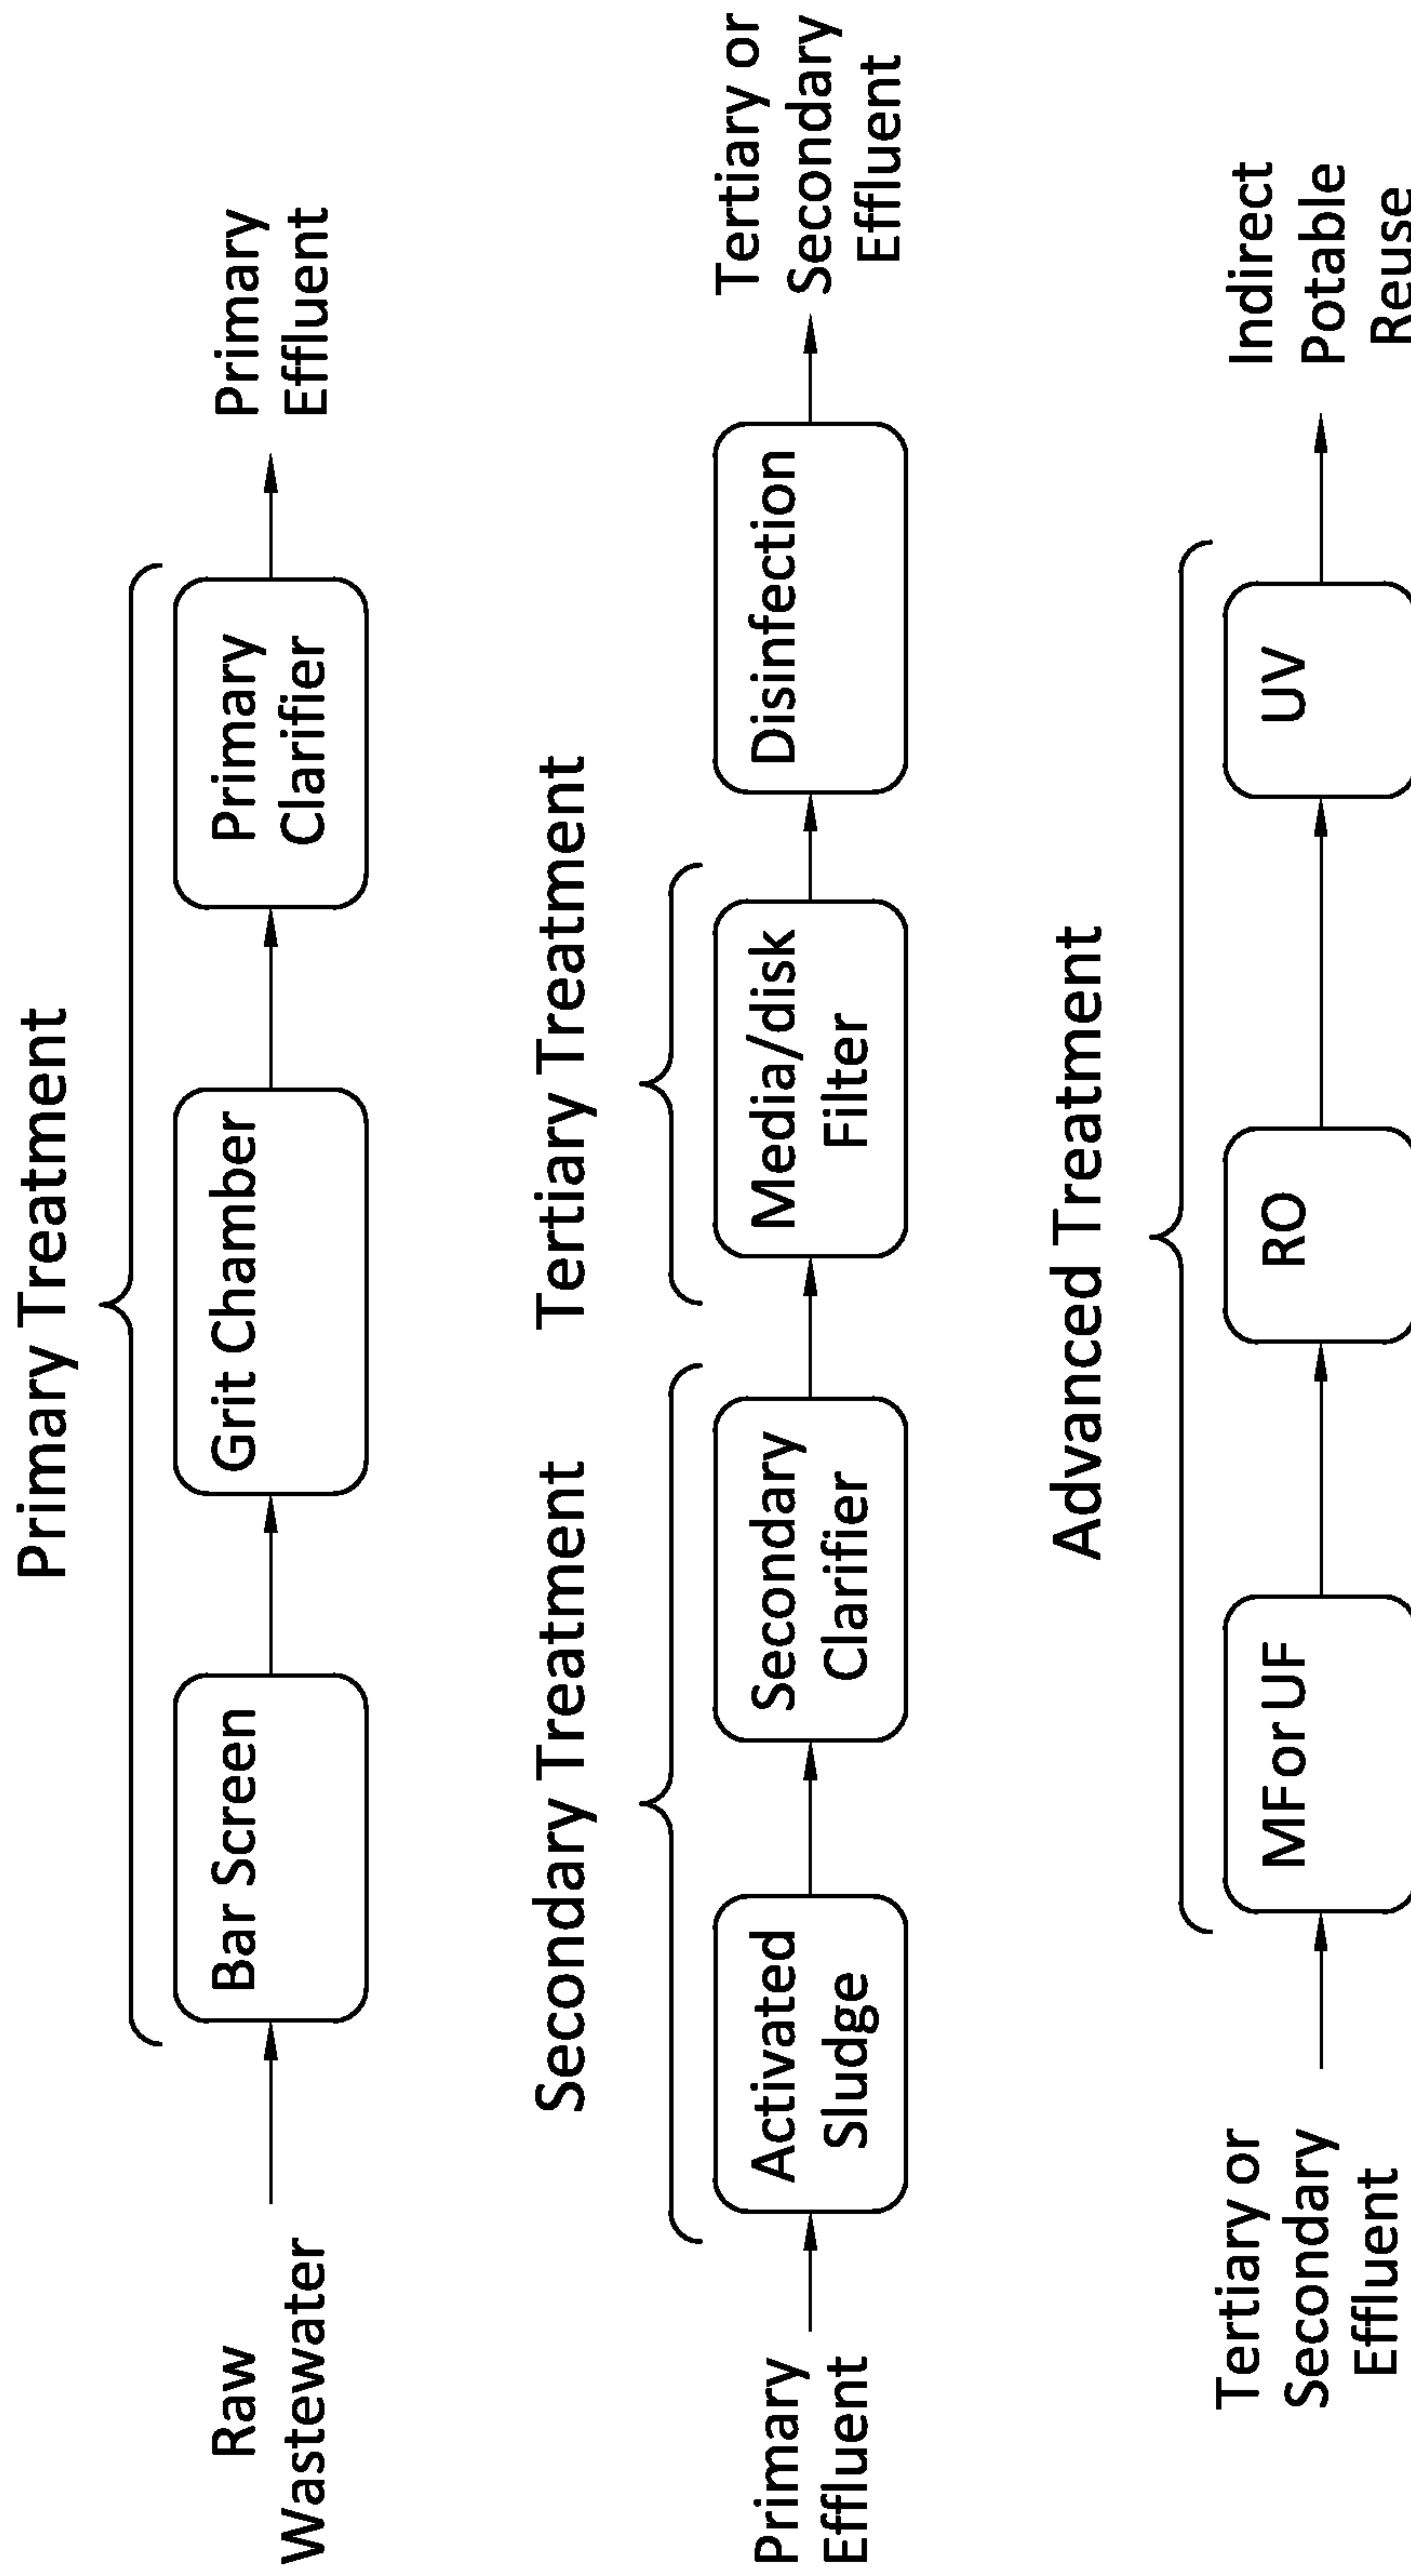 Primary Treatment
Raw
Wastewater
Bar Screen
Grit Chamber
Primary
Clarifier
Primary
Effluent
Secondary Treatment
Tertiary Treatment
Primary
Effluent
Activated
Sludge
Secondary
Clarifier
Media/disk
Filter
Disinfection
Tertiary or
Secondary
Effluent
Advanced Treatment
Tertiary or
Secondary
Effluent
MF or UF
RO
UV
Indirect
Potable
Reuse